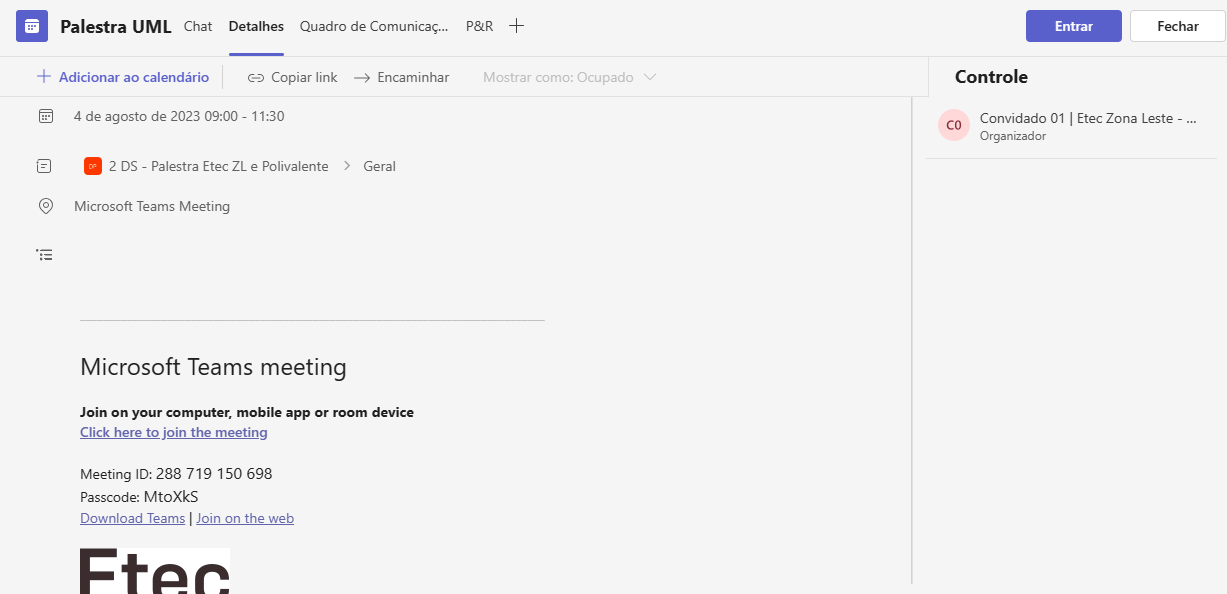 Palestra UML Chat Detalhes Quadro de Comunicaç... P&R Entrar Fechar
Adicionar ao calendário Copiar link Encaminhar Mostrar como: Ocupado
Controle
4 de agosto de 2023 09:00 - 11:30
C0 Convidado 01 | Etec Zona Leste - ...
Organizador
DP 2 DS - Palestra Etec ZL e Polivalente > Geral
Microsoft Teams Meeting
Microsoft Teams meeting
Join on your computer, mobile app or room device
Click here to join the meeting
Meeting ID: 288 719 150 698
Passcode: MtoXkS
Download Teams | Join on the web
Etec